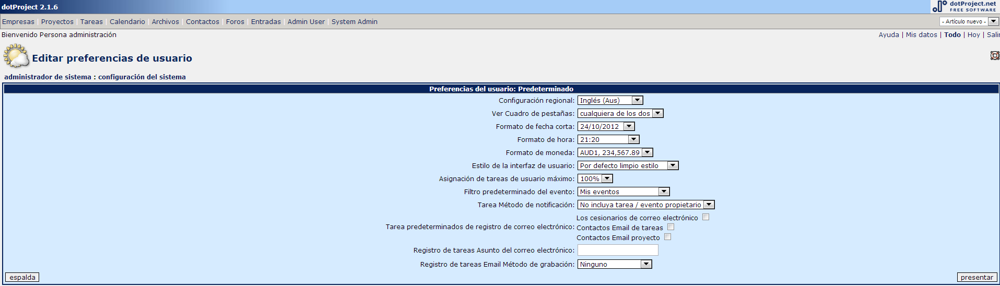 dotProject 2.1.6
dotProject.net
FREE SOFTWARE
Empresas | Proyectos | Tareas | Calendario | Archivos | Contactos | Foros | Entradas | Admin User | System Admin
- Artículo nuevo -
Bienvenido Persona administración
Ayuda | Mis datos | Todo | Hoy | Salir
Editar preferencias de usuario
administrador de sistema : configuración del sistema
Preferencias del usuario: Predeterminado
Configuración regional: Inglés (Aus)
Ver Cuadro de pestañas: cualquiera de los dos
Formato de fecha corta: 24/10/2012
Formato de hora: 21:20
Formato de moneda: AUD1, 234,567.89
Estilo de la interfaz de usuario: Por defecto limpio estilo
Asignación de tareas de usuario máximo: 100%
Filtro predeterminado del evento: Mis eventos
Tarea Método de notificación: No incluya tarea / evento propietario
Los cesionarios de correo electrónico
Tarea predeterminados de registro de correo electrónico: Contactos Email de tareas
Contactos Email proyecto
Registro de tareas Asunto del correo electrónico:
Registro de tareas Email Método de grabación: Ninguno
espalda
presentar